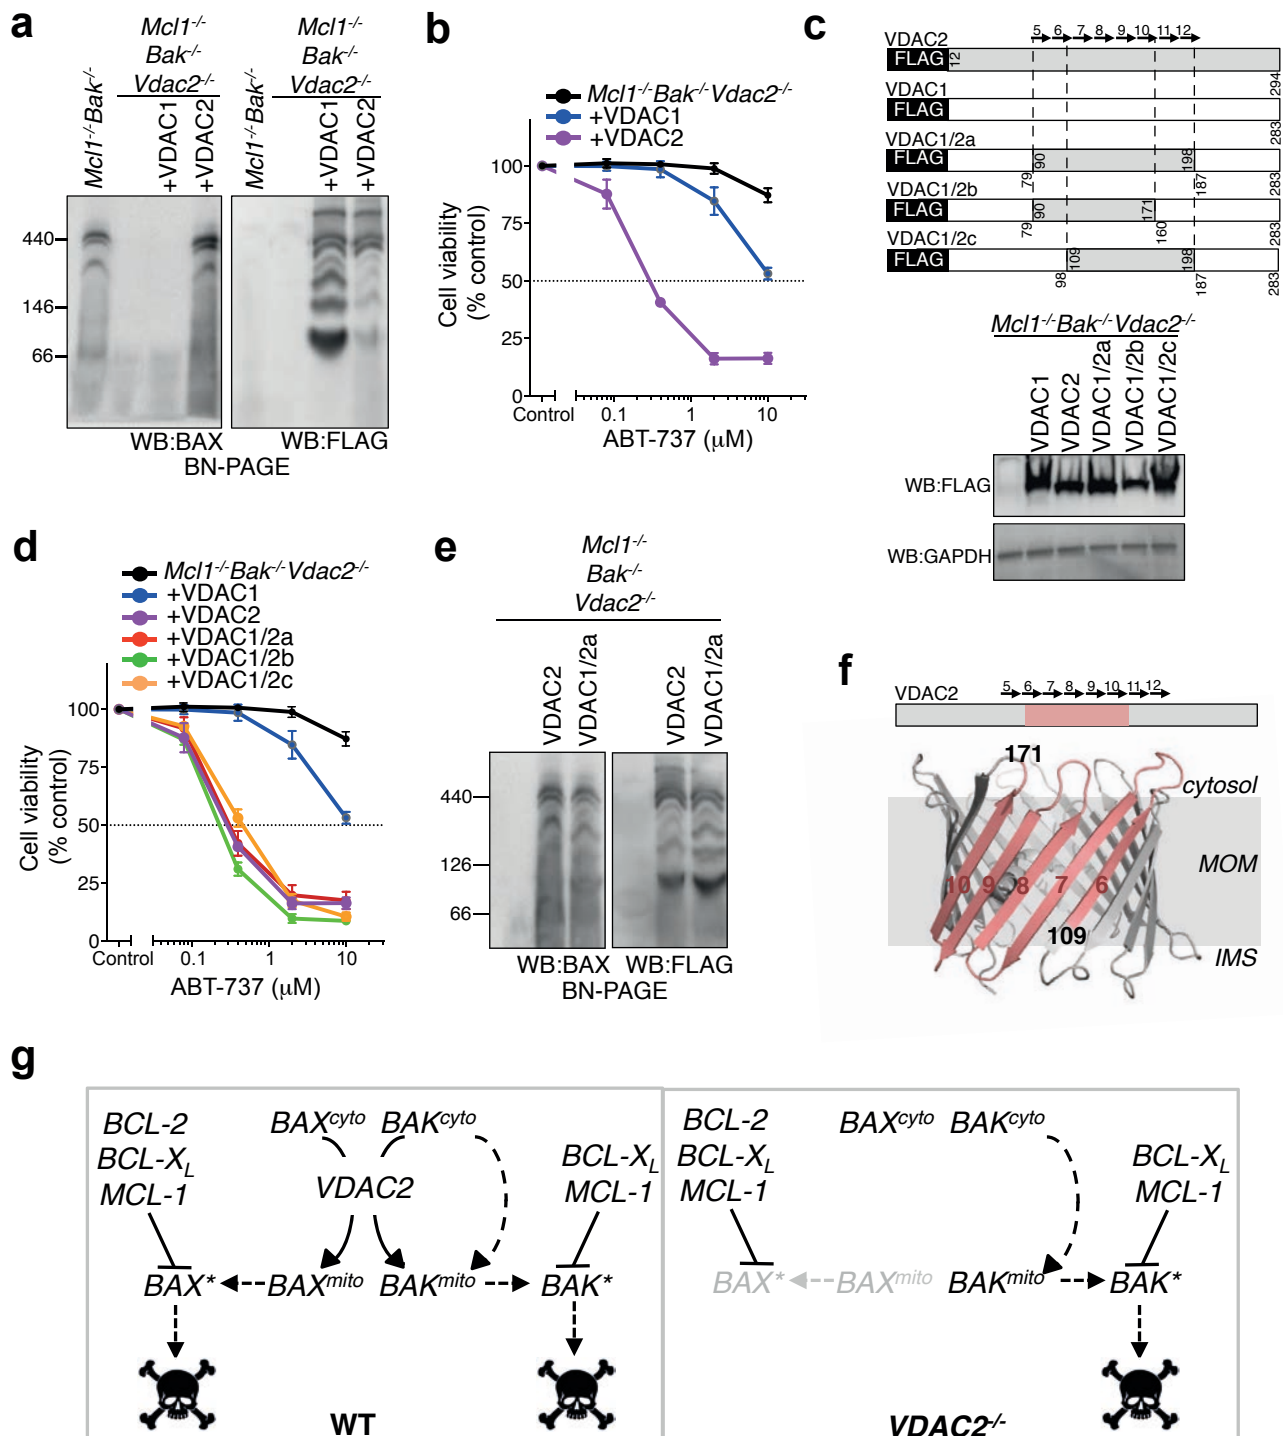 a
Mcl1-/-
Bak-/-
Vdac2-/-
Mcl1-/-
Bak-/-
Vdac2-/-
Mcl1-/-Bak-/-
+VDAC1
+VDAC2
Mcl1-/-Bak-/-
+VDAC1
+VDAC2
440
146
66
WB:BAX
WB:FLAG
BN-PAGE
b
Mcl1-/-Bak-/-Vdac2-/-
+VDAC1
+VDAC2
Cell viability
(% control)
100
75
50
25
0
Control
0.1
1
10
ABT-737 (µM)
c
5 6 7 8 9 10 11 12
VDAC2
FLAG
12
294
VDAC1
FLAG
283
VDAC1/2a
FLAG
90
198
79
187
283
VDAC1/2b
FLAG
90
171
79
160
283
VDAC1/2c
FLAG
109
198
98
187
283
Mcl1-/-Bak-/-Vdac2-/-
VDAC1
VDAC2
VDAC1/2a
VDAC1/2b
VDAC1/2c
WB:FLAG
WB:GAPDH
d
Mcl1-/-Bak-/-Vdac2-/-
+VDAC1
+VDAC2
+VDAC1/2a
+VDAC1/2b
+VDAC1/2c
Cell viability
(% control)
100
75
50
25
0
Control
0.1
1
10
ABT-737 (µM)
e
Mcl1-/-
Bak-/-
Vdac2-/-
VDAC2
VDAC1/2a
VDAC2
VDAC1/2a
440
126
66
WB:BAX
WB:FLAG
BN-PAGE
f
5 6 7 8 9 10 11 12
VDAC2
171
cytosol
MOM
10 9 8 7 6
109
IMS
g
BCL-2
BCL-XL
MCL-1
BAXcyto BAKcyto
VDAC2
BCL-XL
MCL-1
BAX* BAXmito BAKmito BAK*
WT
BCL-2
BCL-XL
MCL-1
BAXcyto BAKcyto
BCL-XL
MCL-1
BAX* BAXmito BAKmito BAK*
VDAC2-/-